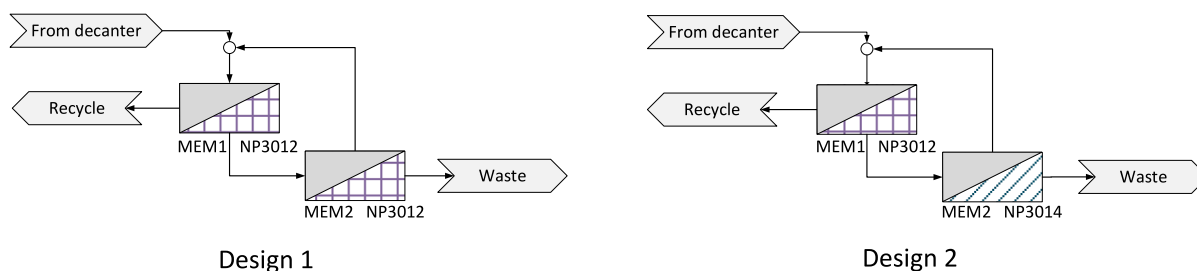 From decanter
Recycle
MEM1 NP3012
MEM2 NP3012
Waste
Design 1
From decanter
Recycle
MEM1 NP3012
MEM2 NP3014
Waste
Design 2